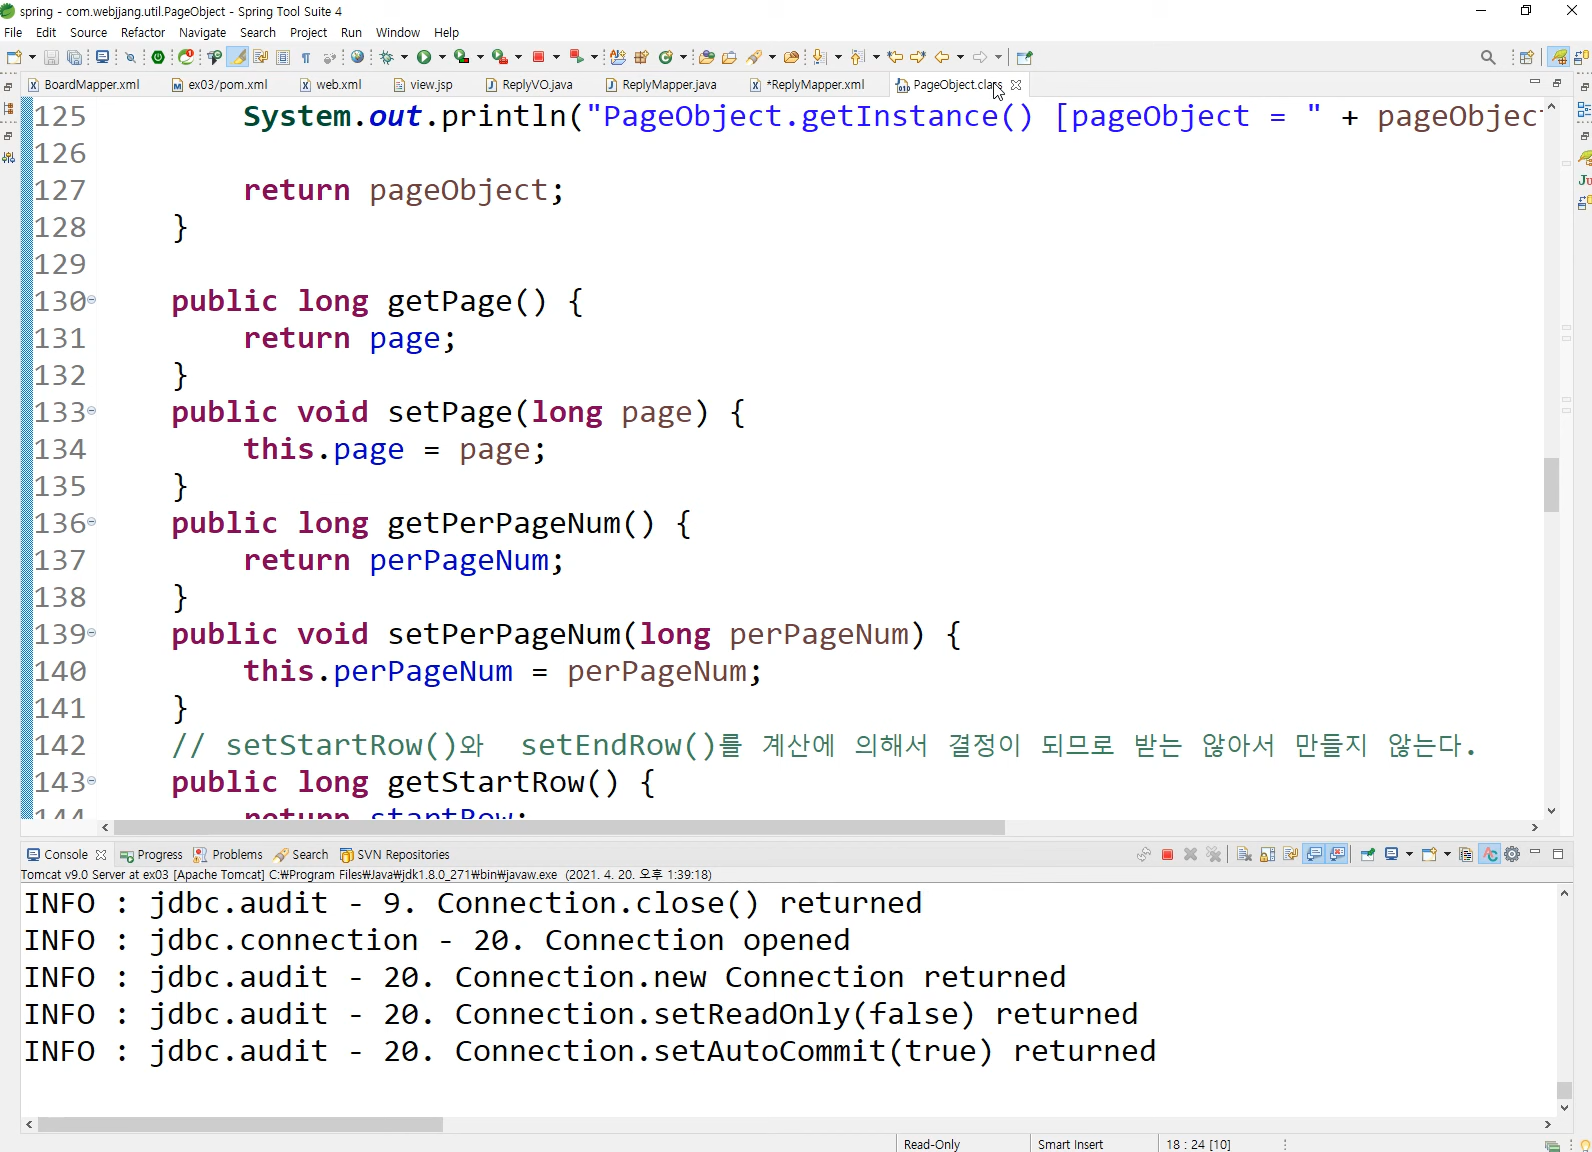 spring - com.webjjang.util.PageObject - Spring Tool Suite 4
File Edit Source Refactor Navigate Search Project Run Window Help
BoardMapper.xml ex03/pom.xml web.xml view.jsp ReplyVO.java ReplyMapper.java *ReplyMapper.xml PageObject.class
125 System.out.println("PageObject.getInstance() [pageObject = " + pageObjec
126
127 return pageObject;
128 }
129
130 public long getPage() {
131 return page;
132 }
133 public void setPage(long page) {
134 this.page = page;
135 }
136 public long getPerPageNum() {
137 return perPageNum;
138 }
139 public void setPerPageNum(long perPageNum) {
140 this.perPageNum = perPageNum;
141 }
142 // setStartRow()와 setEndRow()를 계산에 의해서 결정이 되므로 받는 않아서 만들지 않는다.
143 public long getStartRow() {
144 return startRow;
Console Progress Problems Search SVN Repositories
Tomcat v9.0 Server at ex03 [Apache Tomcat] C:₩Program Files₩Java₩jdk1.8.0_271₩bin₩javaw.exe (2021. 4. 20. 오후 1:39:18)
INFO : jdbc.audit - 9. Connection.close() returned
INFO : jdbc.connection - 20. Connection opened
INFO : jdbc.audit - 20. Connection.new Connection returned
INFO : jdbc.audit - 20. Connection.setReadOnly(false) returned
INFO : jdbc.audit - 20. Connection.setAutoCommit(true) returned
Read-Only Smart Insert 18 : 24 [10]